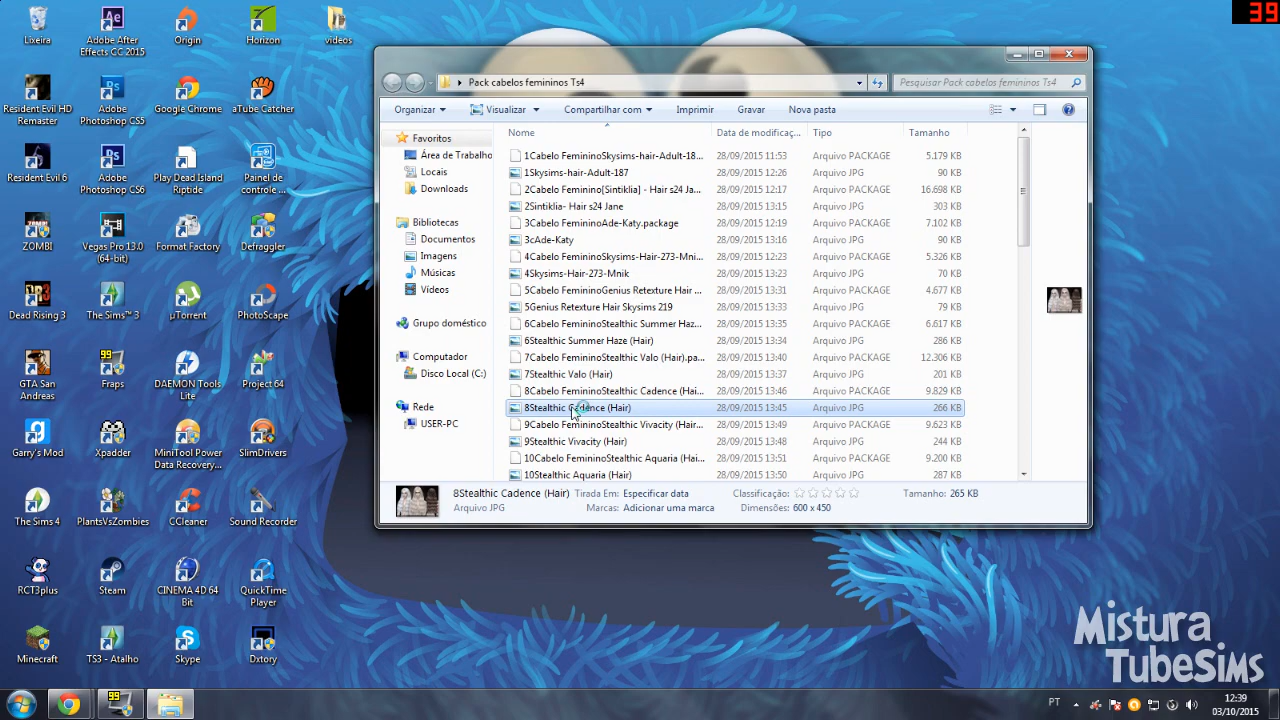 39
Lixeira
Adobe After
Effects CC 2015
Origin
Horizon
videos
Resident Evil HD
Remaster
Adobe
Photoshop CS5
Google Chrome
aTube Catcher
Resident Evil 6
Adobe
Photoshop CS6
Play Dead Island
Riptide
Painel de
controle ...
ZOMBI
Vegas Pro 13.0
(64-bit)
Format Factory
Defraggler
Dead Rising 3
The Sims™ 3
µTorrent
PhotoScape
GTA San
Andreas
99
Fraps
DAEMON Tools
Lite
Project 64
Garry's Mod
Xpadder
MiniTool Power
Data Recovery...
SlimDrivers
The Sims 4
PlantsVsZombies
CCleaner
Sound Recorder
RCT3plus
Steam
CINEMA 4D 64
Bit
QuickTime
Player
Minecraft
TS3 - Atalho
Skype
Dxtory
Pack cabelos femininos Ts4
Pesquisar Pack cabelos femininos Ts4
Organizar
Visualizar
Compartilhar com
Imprimir
Gravar
Nova pasta
Favoritos
Área de Trabalho
Locais
Downloads
Bibliotecas
Documentos
Imagens
Músicas
Vídeos
Grupo doméstico
Computador
Disco Local (C:)
Rede
USER-PC
Nome Data de modificaç... Tipo Tamanho
1Cabelo FemininoSkysims-hair-Adult-18... 28/09/2015 11:53 Arquivo PACKAGE 5.179 KB
1Skysims-hair-Adult-187 28/09/2015 12:26 Arquivo JPG 90 KB
2Cabelo Feminino[Sintiklia] - Hair s24 Ja... 28/09/2015 12:17 Arquivo PACKAGE 16.698 KB
2Sintiklia- Hair s24 Jane 28/09/2015 13:15 Arquivo JPG 303 KB
3Cabelo FemininoAde-Katy.package 28/09/2015 13:23 Arquivo PACKAGE 7.102 KB
3cAde-Katy 28/09/2015 13:16 Arquivo JPG 90 KB
4Cabelo FemininoSkysims-Hair-273-Mni... 28/09/2015 12:23 Arquivo PACKAGE 5.326 KB
4Skysims-Hair-273-Mnik 28/09/2015 13:23 Arquivo JPG 70 KB
5Cabelo FemininoGenius Retexture Hair ... 28/09/2015 13:31 Arquivo PACKAGE 4.677 KB
5Genius Retexture Hair Skysims 219 28/09/2015 13:31 Arquivo JPG 79 KB
6Cabelo FemininoStealthic Summer Haz... 28/09/2015 13:35 Arquivo PACKAGE 6.617 KB
6Stealthic Summer Haze (Hair) 28/09/2015 13:34 Arquivo JPG 286 KB
7Cabelo FemininoStealthic Valo (Hair).pa... 28/09/2015 13:40 Arquivo PACKAGE 12.306 KB
7Stealthic Valo (Hair) 28/09/2015 13:37 Arquivo JPG 201 KB
8Cabelo FemininoStealthic Cadence (Hai... 28/09/2015 13:46 Arquivo PACKAGE 9.829 KB
8Stealthic Cadence (Hair) 28/09/2015 13:45 Arquivo JPG 266 KB
9Cabelo FemininoStealthic Vivacity (Hair... 28/09/2015 13:49 Arquivo PACKAGE 9.623 KB
9Stealthic Vivacity (Hair) 28/09/2015 13:48 Arquivo JPG 244 KB
10Cabelo FemininoStealthic Aquaria (Hai... 28/09/2015 13:51 Arquivo PACKAGE 9.200 KB
10Stealthic Aquaria (Hair) 28/09/2015 13:50 Arquivo JPG 287 KB
8Stealthic Cadence (Hair) Tirada Em: Especificar data Classificação: Tamanho: 265 KB
Arquivo JPG Marcas: Adicionar uma marca Dimensões: 600 x 450
Mistura
TubeSims
99
PT
12:39
03/10/2015